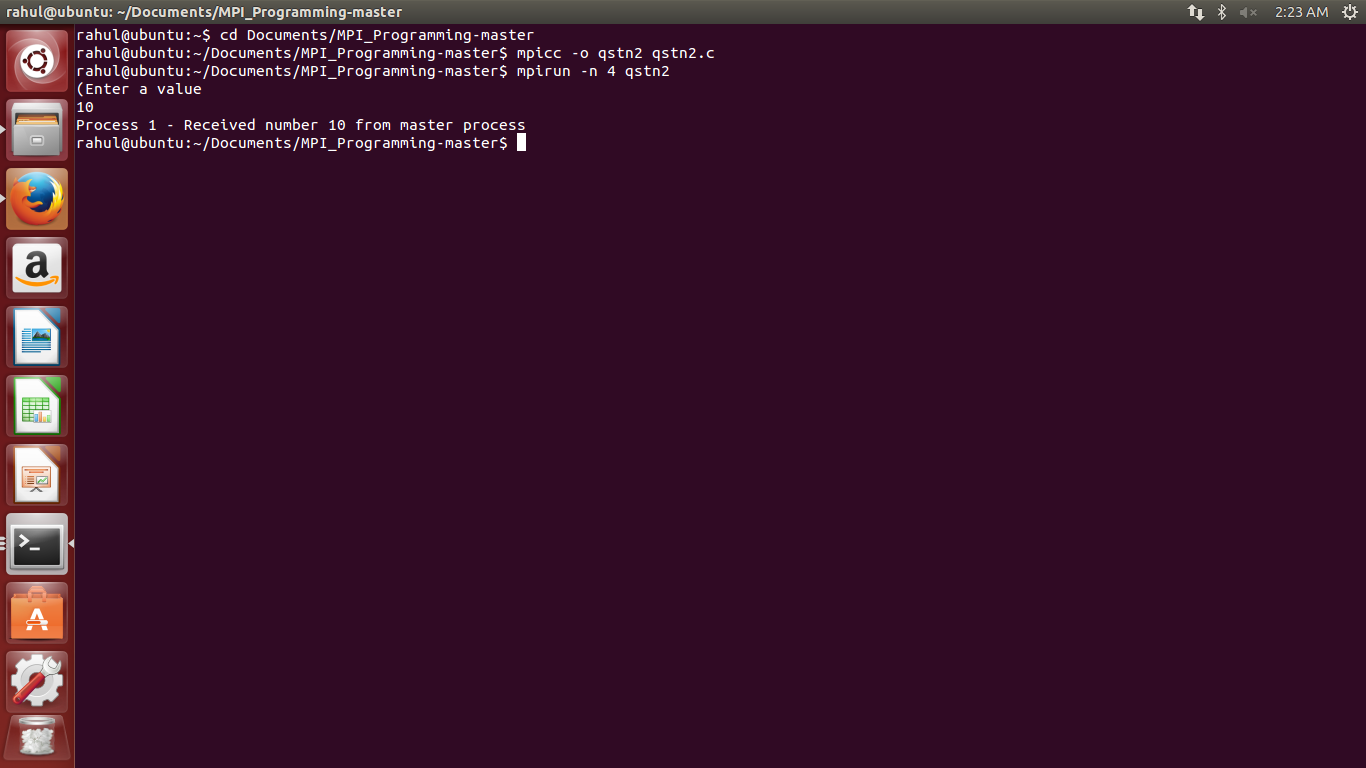 rahul@ubuntu: ~/Documents/MPI_Programming-master
2:23 AM
rahul@ubuntu:~$ cd Documents/MPI_Programming-master
rahul@ubuntu:~/Documents/MPI_Programming-master$ mpicc -o qstn2 qstn2.c
rahul@ubuntu:~/Documents/MPI_Programming-master$ mpirun -n 4 qstn2
(Enter a value
10
Process 1 - Received number 10 from master process
rahul@ubuntu:~/Documents/MPI_Programming-master$
a
>_
A